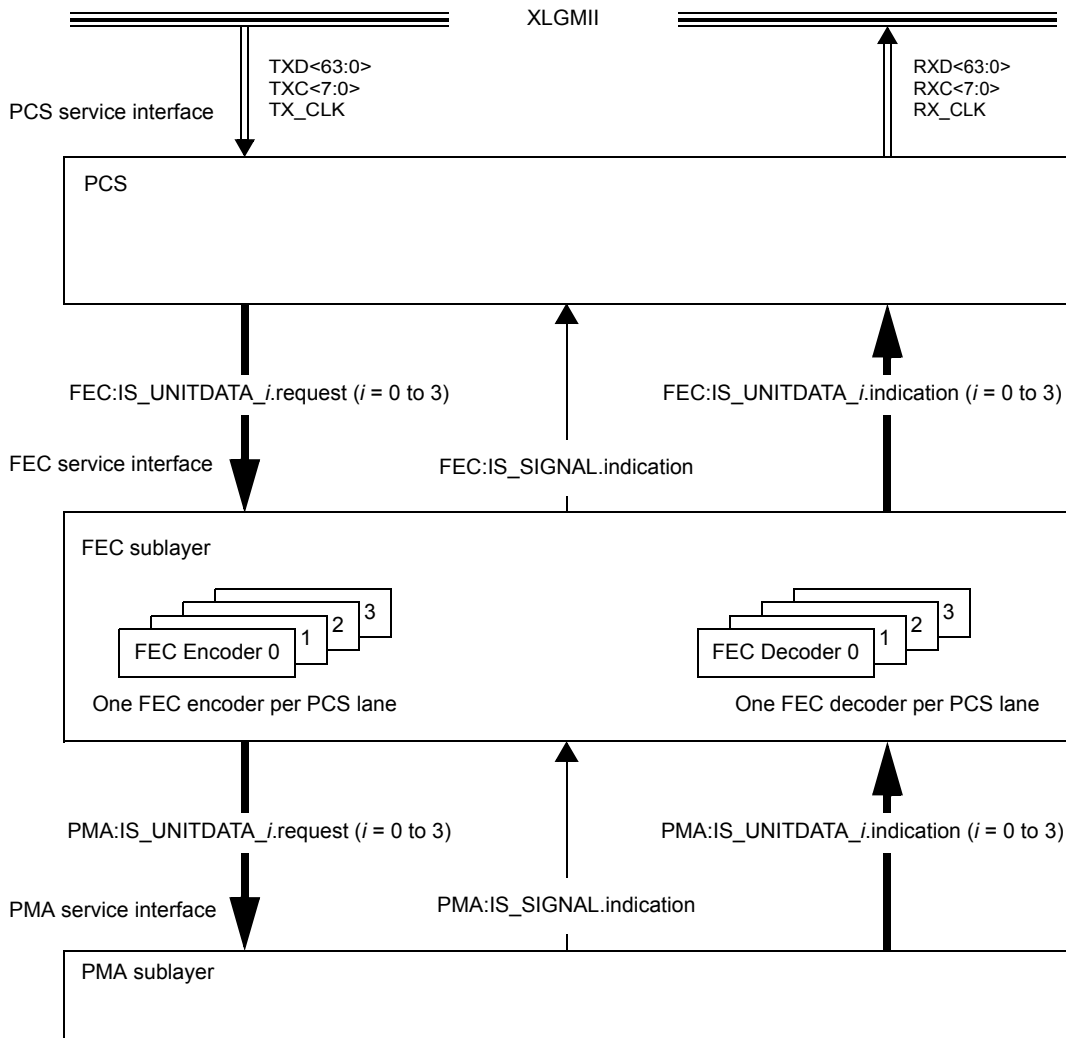 XLGMII
TXD<63:0>
TXC<7:0>
TX_CLK
RXD<63:0>
RXC<7:0>
RX_CLK
PCS service interface
PCS
FEC:IS_UNITDATA_i.request (i = 0 to 3)
FEC:IS_UNITDATA_i.indication (i = 0 to 3)
FEC service interface
FEC:IS_SIGNAL.indication
FEC sublayer
FEC Encoder 0
1
2
3
FEC Decoder 0
1
2
3
One FEC encoder per PCS lane
One FEC decoder per PCS lane
PMA:IS_UNITDATA_i.request (i = 0 to 3)
PMA:IS_UNITDATA_i.indication (i = 0 to 3)
PMA service interface
PMA:IS_SIGNAL.indication
PMA sublayer